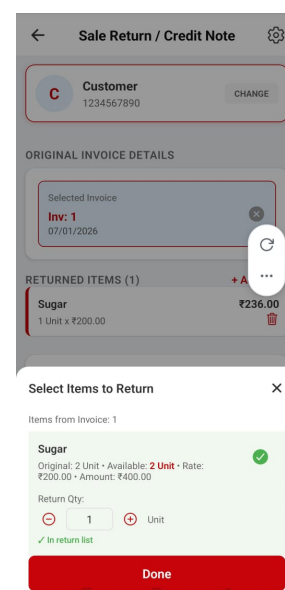 Sale Return / Credit Note
C
Customer
1234567890
CHANGE
ORIGINAL INVOICE DETAILS
Selected Invoice
Inv: 1
07/01/2026
RETURNED ITEMS (1)
+ A
Sugar
₹236.00
1 Unit x ₹200.00
Select Items to Return
Items from Invoice: 1
Sugar
Original: 2 Unit • Available: 2 Unit • Rate:
₹200.00 • Amount: ₹400.00
Return Qty:
1
Unit
✓ In return list
Done